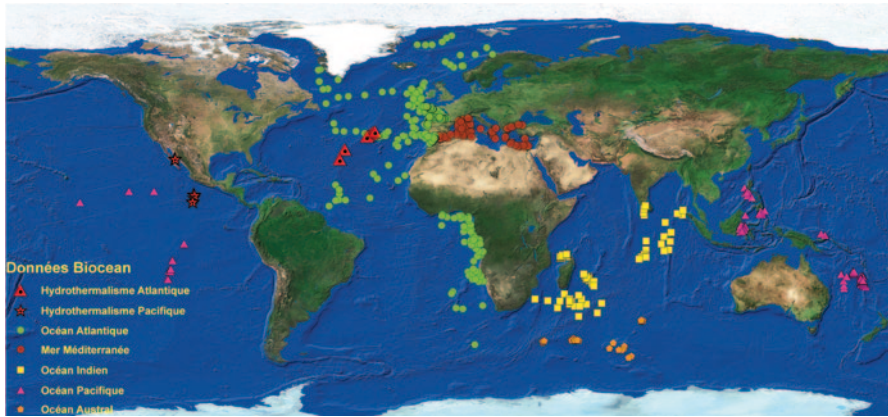 Données Biocean
Hydrothermalisme Atlantique
Hydrothermalisme Pacifique
Océan Atlantique
Mer Méditerranée
Océan Indien
Océan Pacifique
Océan Austral